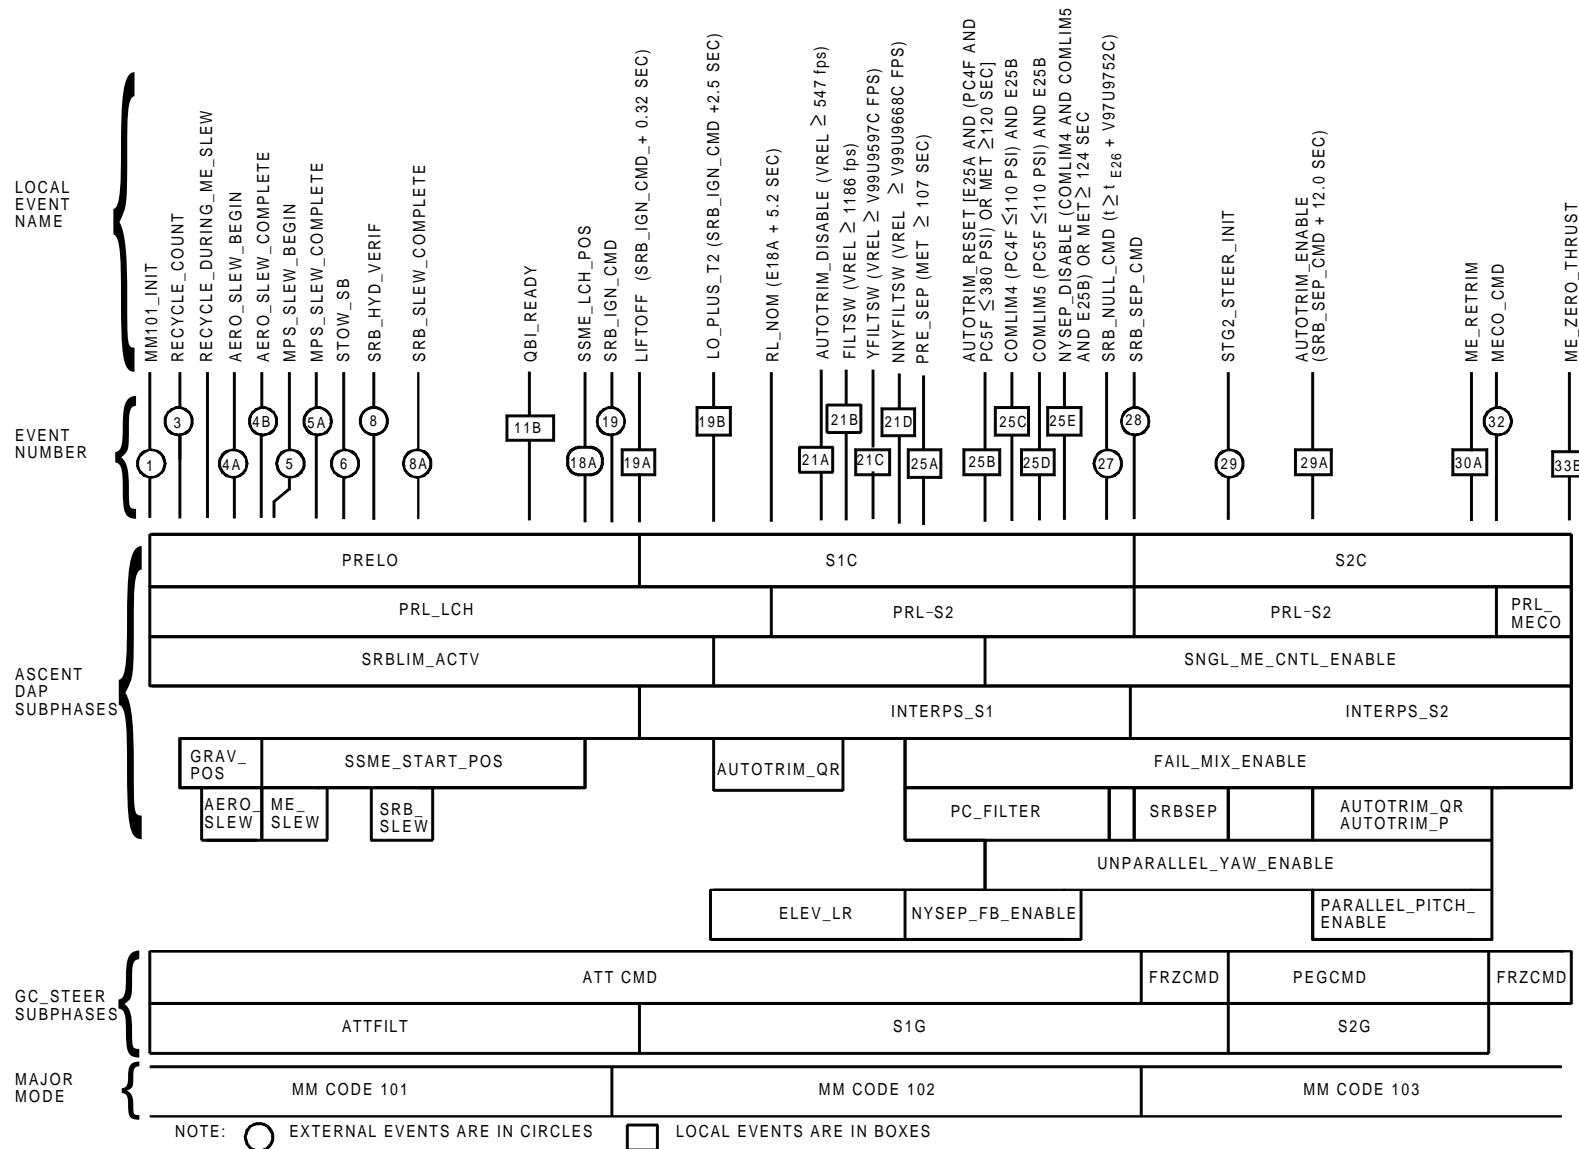 LOCAL
EVENT
NAME
MM101_INIT
RECYCLE_COUNT
RECYCLE_DURING_ME_SLEW
AERO_SLEW_BEGIN
AERO_SLEW_COMPLETE
MPS_SLEW_BEGIN
MPS_SLEW_COMPLETE
STOW_SB
SRB_HYD_VERIF
SRB_SLEW_COMPLETE
QBI_READY
SSME_LCH_POS
SRB_IGN_CMD
LIFTOFF (SRB_IGN_CMD_+ 0.32 SEC)
LO_PLUS_T2 (SRB_IGN_CMD +2.5 SEC)
RL_NOM (E18A + 5.2 SEC)
AUTOTRIM_DISABLE (VREL ≥ 547 fps)
FILTSW (VREL ≥ 1186 fps)
YFILTSW (VREL ≥ V99U9597C FPS)
NNYFILTSW (VREL ≥ V99U9668C FPS)
PRE_SEP (MET ≥ 107 SEC)
AUTOTRIM_RESET [E25A AND (PC4F AND
PC5F ≤380 PSI) OR MET ≥120 SEC]
COMLIM4 (PC4F ≤110 PSI) AND E25B
COMLIM5 (PC5F ≤110 PSI) AND E25B
NYSEP_DISABLE (COMLIM4 AND COMLIM5
AND E25B) OR MET≥ 124 SEC
SRB_NULL_CMD (t≥ t E26 + V97U9752C)
SRB_SEP_CMD
STG2_STEER_INIT
AUTOTRIM_ENABLE
(SRB_SEP_CMD + 12.0 SEC)
ME_RETRIM
MECO_CMD
ME_ZERO_THRUST
EVENT
NUMBER
3 4B 5A 8 11B 19 19B 21B 21D 25C 25E 28 32
1 4A 5 6 8A 18A 19A 21A 21C 25A 25B 25D 27 29 29A 30A 33B
ASCENT
DAP
SUBPHASES
PRELO S1C S2C
PRL_LCH PRL-S2 PRL-S2 PRL_
MECO
SRBLIM_ACTV SNGL_ME_CNTL_ENABLE
INTERPS_S1 INTERPS_S2
GRAV_
POS
SSME_START_POS AUTOTRIM_QR FAIL_MIX_ENABLE
AERO_
SLEW
ME_
SLEW
SRB_
SLEW
PC_FILTER SRBSEP AUTOTRIM_QR
AUTOTRIM_P
UNPARALLEL_YAW_ENABLE
ELEV_LR NYSEP_FB_ENABLE PARALLEL_PITCH_
ENABLE
GC_STEER
SUBPHASES
ATT CMD FRZCMD PEGCMD FRZCMD
ATTFILT S1G S2G
MAJOR
MODE
MM CODE 101 MM CODE 102 MM CODE 103
NOTE: EXTERNAL EVENTS ARE IN CIRCLES LOCAL EVENTS ARE IN BOXES